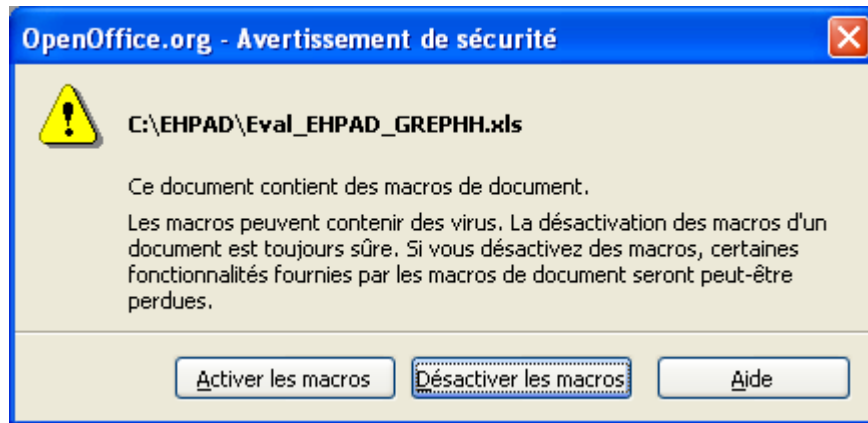 OpenOffice.org - Avertissement de sécurité
C:\EHPAD\Eval_EHPAD_GREPHH.xls
Ce document contient des macros de document.
Les macros peuvent contenir des virus. La désactivation des macros d'un
document est toujours sûre. Si vous désactivez des macros, certaines
fonctionnalités fournies par les macros de document seront peut-être
perdues.
Activer les macros Désactiver les macros Aide